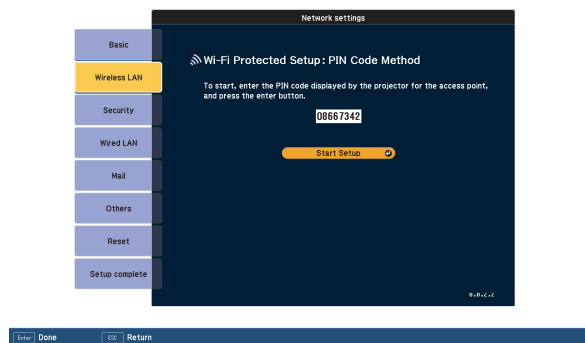 Network settings
Basic
Wireless LAN
Security
Wired LAN
Mail
Others
Reset
Setup complete
Wi-Fi Protected Setup: PIN Code Method
To start, enter the PIN code displayed by the projector for the access point,
and press the enter button.
08667342
Start Setup
Enter Done
ESC Return